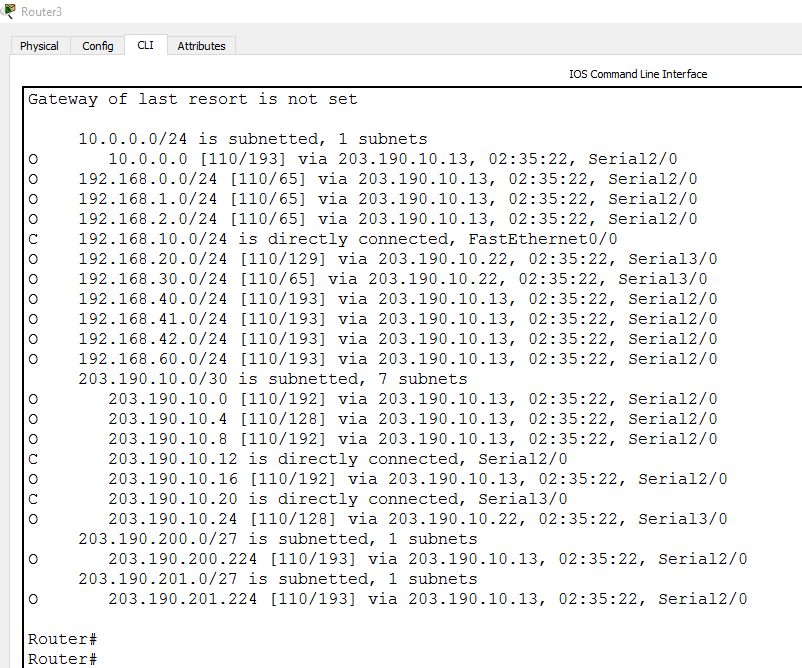 Router3
Physical Config CLI Attributes
IOS Command Line Interface
Gateway of last resort is not set
10.0.0.0/24 is subnetted, 1 subnets
O 10.0.0.0 [110/193] via 203.190.10.13, 02:35:22, Serial2/0
O 192.168.0.0/24 [110/65] via 203.190.10.13, 02:35:22, Serial2/0
O 192.168.1.0/24 [110/65] via 203.190.10.13, 02:35:22, Serial2/0
O 192.168.2.0/24 [110/65] via 203.190.10.13, 02:35:22, Serial2/0
C 192.168.10.0/24 is directly connected, FastEthernet0/0
O 192.168.20.0/24 [110/129] via 203.190.10.22, 02:35:22, Serial3/0
O 192.168.30.0/24 [110/65] via 203.190.10.22, 02:35:22, Serial3/0
O 192.168.40.0/24 [110/193] via 203.190.10.13, 02:35:22, Serial2/0
O 192.168.41.0/24 [110/193] via 203.190.10.13, 02:35:22, Serial2/0
O 192.168.42.0/24 [110/193] via 203.190.10.13, 02:35:22, Serial2/0
O 192.168.60.0/24 [110/193] via 203.190.10.13, 02:35:22, Serial2/0
203.190.10.0/30 is subnetted, 7 subnets
O 203.190.10.0 [110/192] via 203.190.10.13, 02:35:22, Serial2/0
O 203.190.10.4 [110/128] via 203.190.10.13, 02:35:22, Serial2/0
O 203.190.10.8 [110/192] via 203.190.10.13, 02:35:22, Serial2/0
C 203.190.10.12 is directly connected, Serial2/0
O 203.190.10.16 [110/192] via 203.190.10.13, 02:35:22, Serial2/0
C 203.190.10.20 is directly connected, Serial3/0
O 203.190.10.24 [110/128] via 203.190.10.22, 02:35:22, Serial3/0
203.190.200.0/27 is subnetted, 1 subnets
O 203.190.200.224 [110/193] via 203.190.10.13, 02:35:22, Serial2/0
203.190.201.0/27 is subnetted, 1 subnets
O 203.190.201.224 [110/193] via 203.190.10.13, 02:35:22, Serial2/0
Router#
Router#